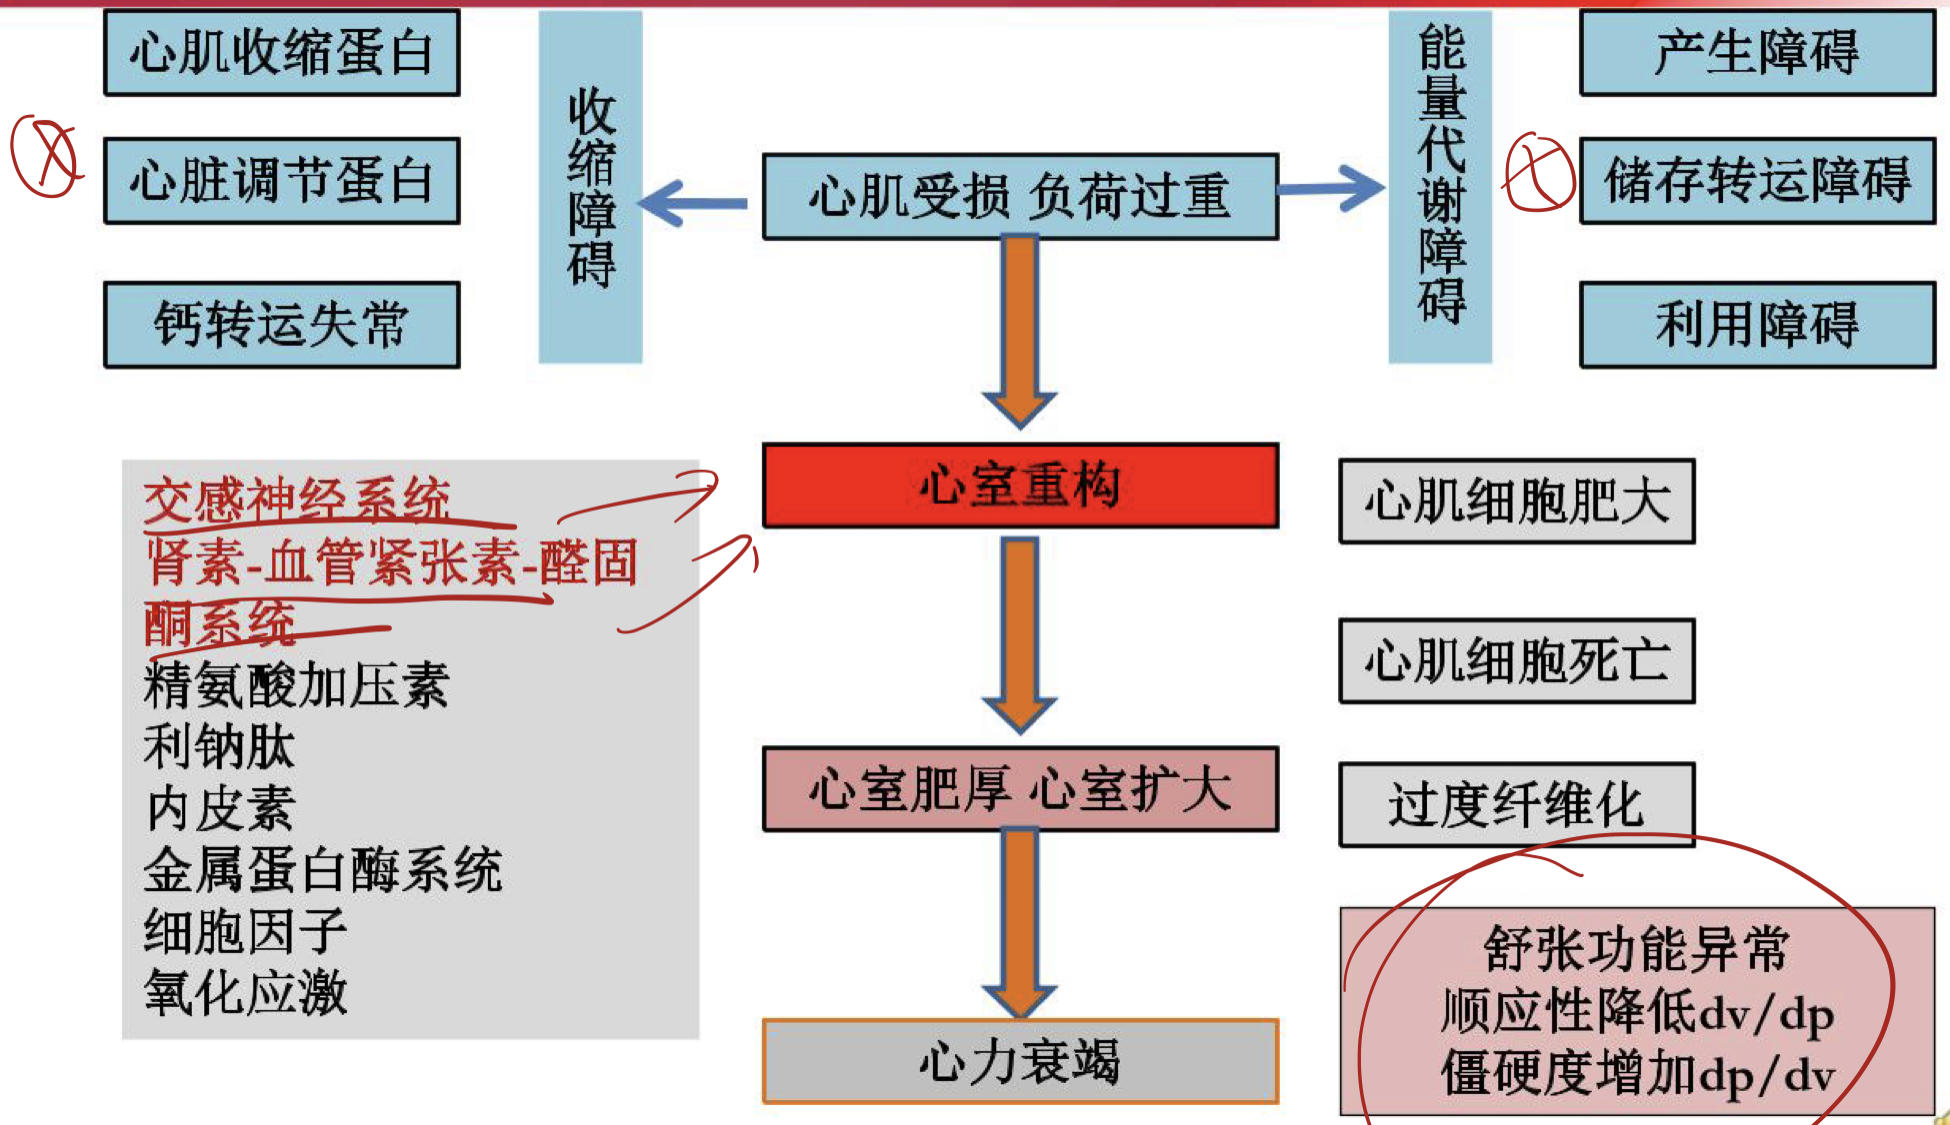 心肌收缩蛋白
心脏调节蛋白
钙转运失常
收缩障碍
心肌受损 负荷过重
能量代谢障碍
产生障碍
储存转运障碍
利用障碍
交感神经系统
肾素-血管紧张素-醛固
酮系统
精氨酸加压素
利钠肽
内皮素
金属蛋白酶系统
细胞因子
氧化应激
心室重构
心室肥厚 心室扩大
心力衰竭
心肌细胞肥大
心肌细胞死亡
过度纤维化
舒张功能异常
顺应性降低dv/dp
僵硬度增加dp/dv